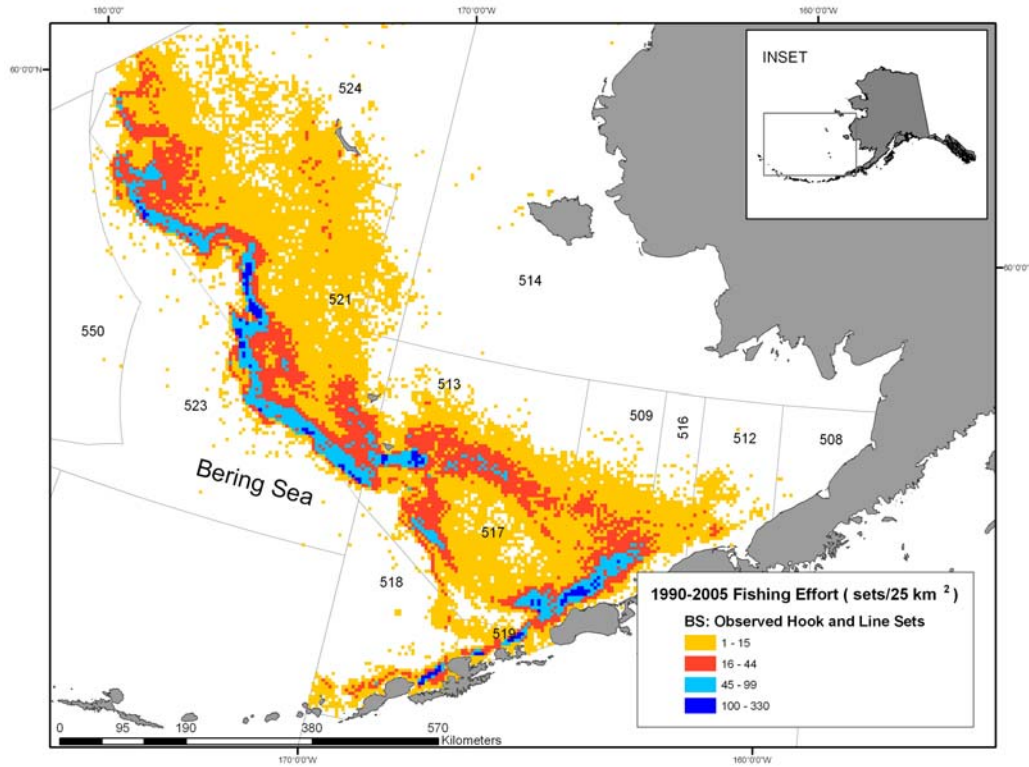 180°0'0"
170°0'0"W
160°0'0"W
60°0'0"N
INSET
524
514
60°0'0"N
521
550
513
523
509
516
512
508
Bering Sea
517
518
519
1990-2005 Fishing Effort ( sets/25 km ² )
BS: Observed Hook and Line Sets
1 - 15
16 - 44
45 - 99
100 - 330
0 95 190 380 570
Kilometers
170°0'0"W
160°0'0"W